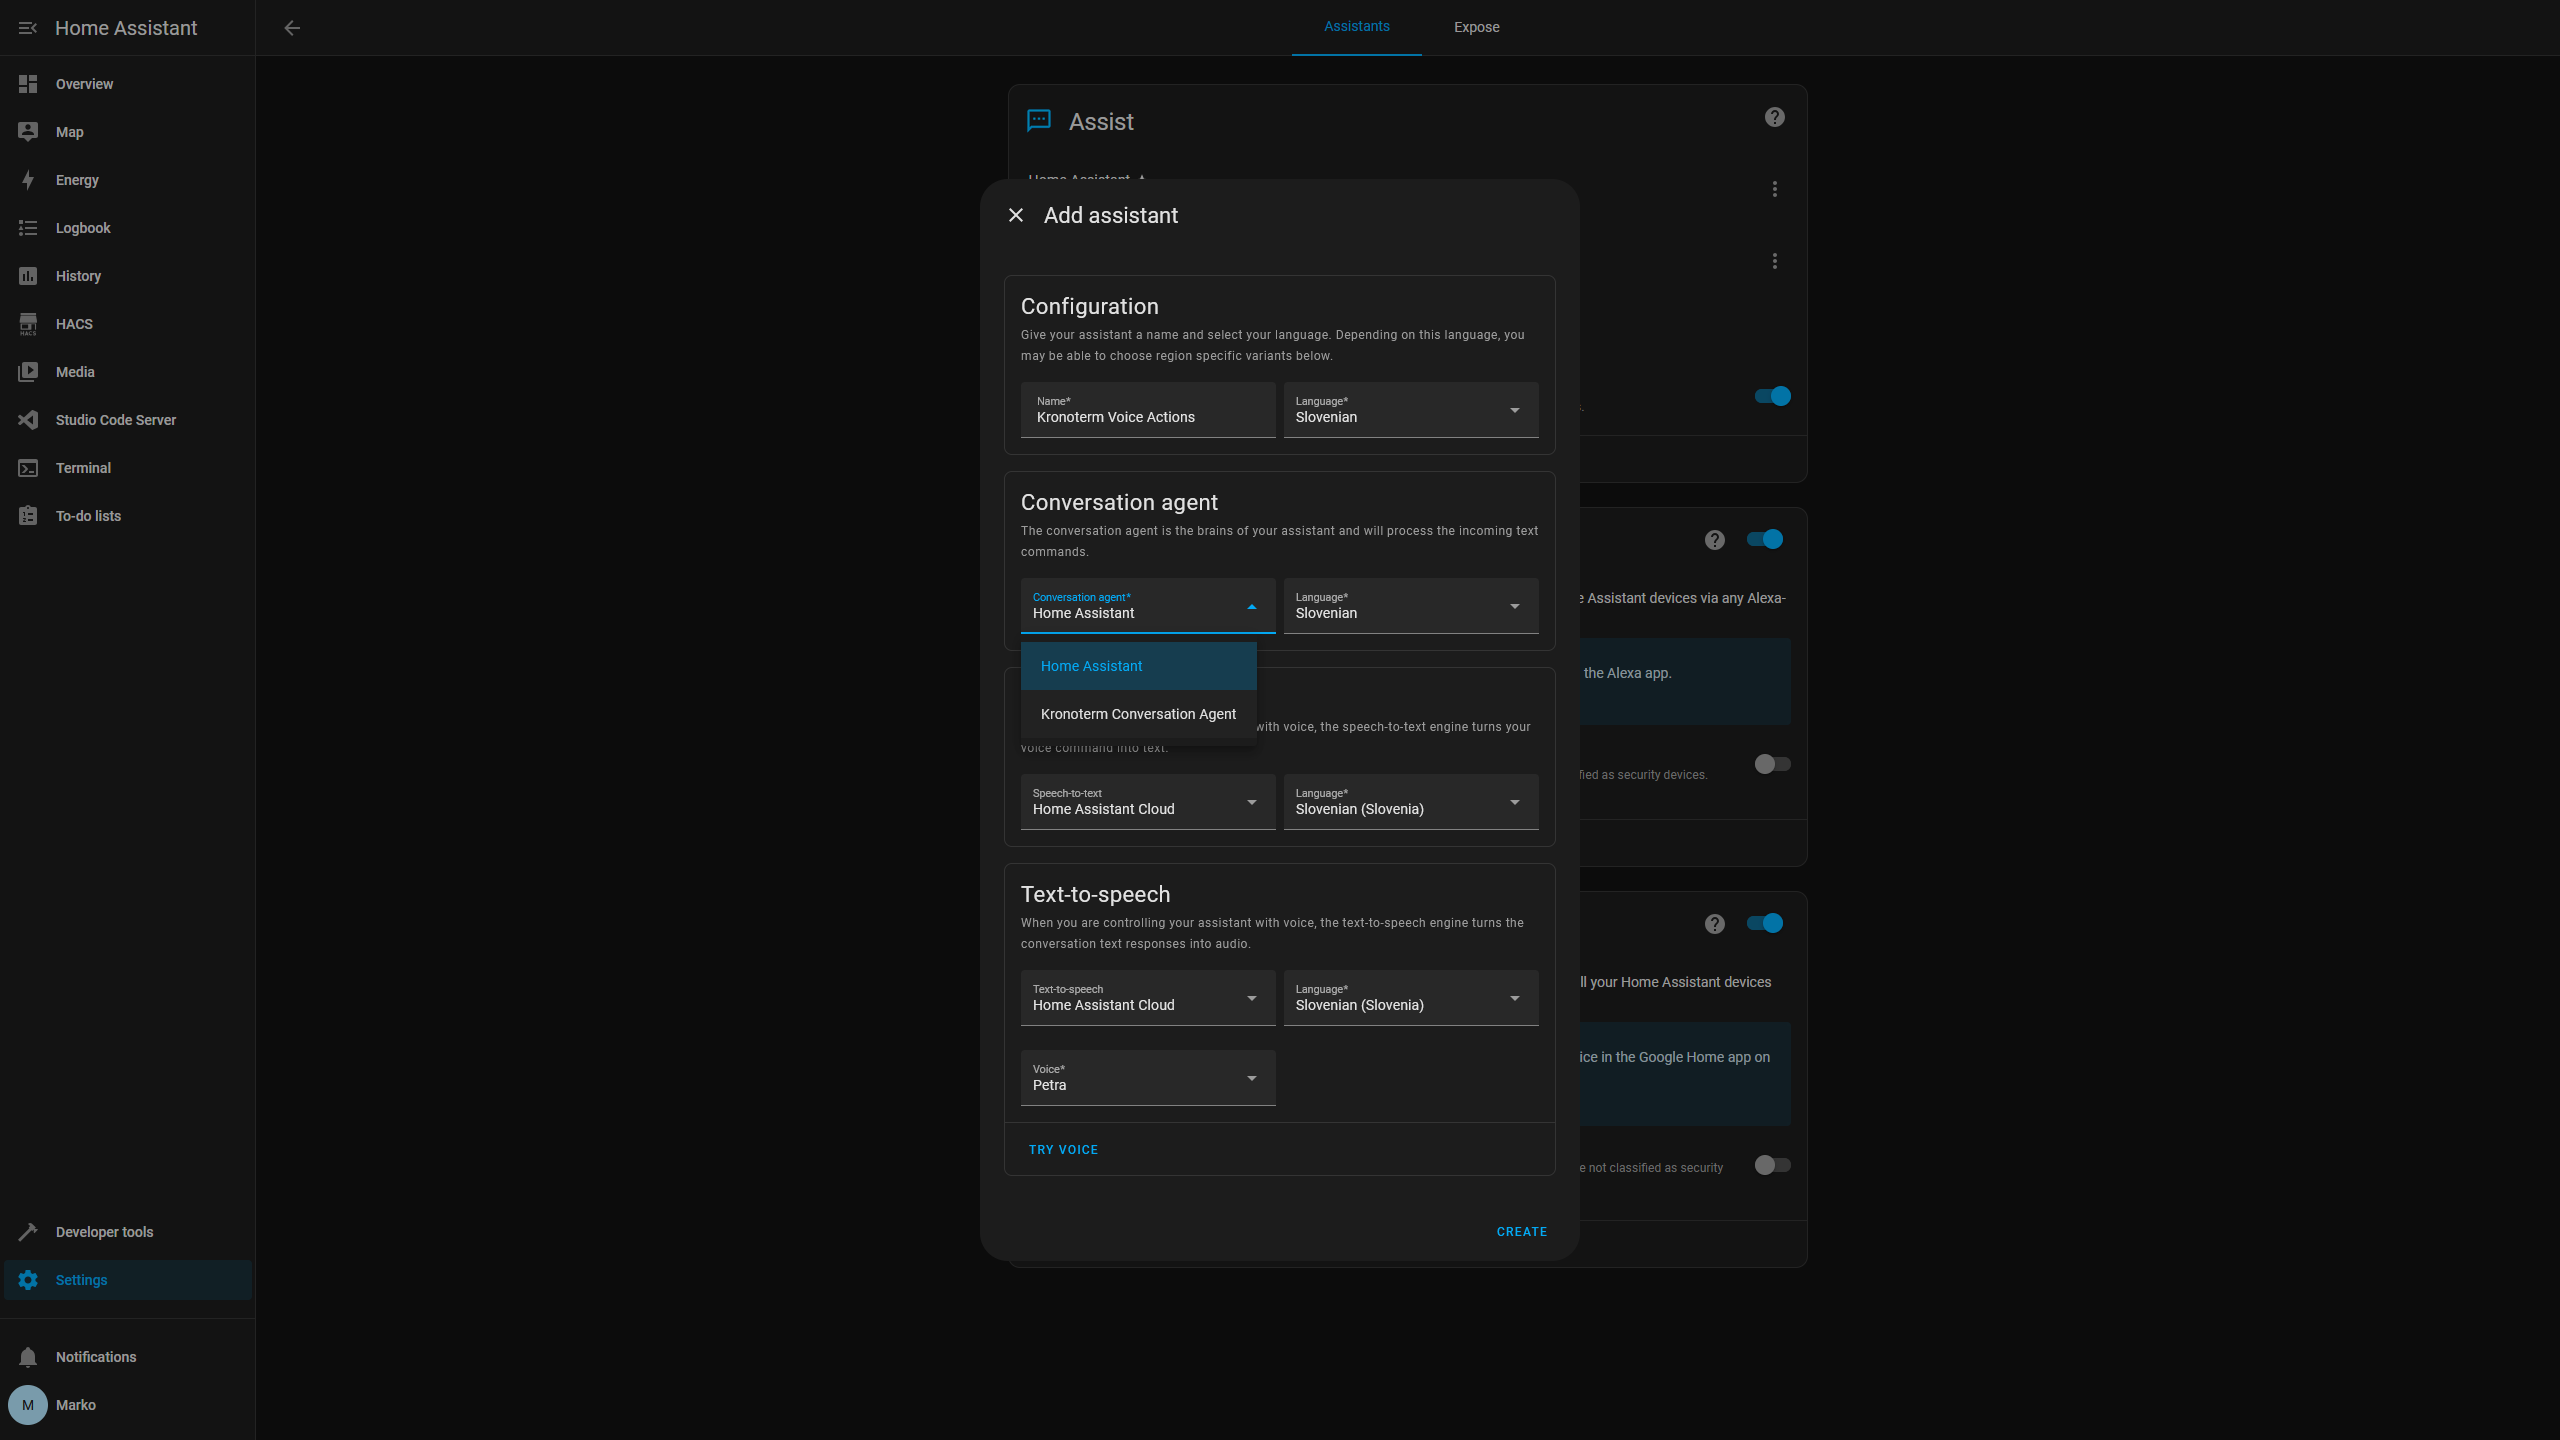 Home Assistant
Overview
Map
Energy
Logbook
History
HACS
HACS
Media
Studio Code Server
Terminal
To-do lists
Developer tools
Settings
Notifications
M
Marko
Assistants
Expose
Assist
Home Assistant
Add assistant
Configuration
Give your assistant a name and select your language. Depending on this language, you
may be able to choose region specific variants below.
Name*
Kronoterm Voice Actions
Language*
Slovenian
Conversation agent
The conversation agent is the brains of your assistant and will process the incoming text
commands.
Conversation agent*
Home Assistant
Language*
Slovenian
Home Assistant
Kronoterm Conversation Agent
with voice, the speech-to-text engine turns your
voice command into text.
Speech-to-text
Home Assistant Cloud
Language*
Slovenian (Slovenia)
Text-to-speech
When you are controlling your assistant with voice, the text-to-speech engine turns the
conversation text responses into audio.
Text-to-speech
Home Assistant Cloud
Language*
Slovenian (Slovenia)
Voice*
Petra
TRY VOICE
CREATE
Assistant devices via any Alexa-
the Alexa app.
as security devices.
your Home Assistant devices
in the Google Home app on
not classified as security